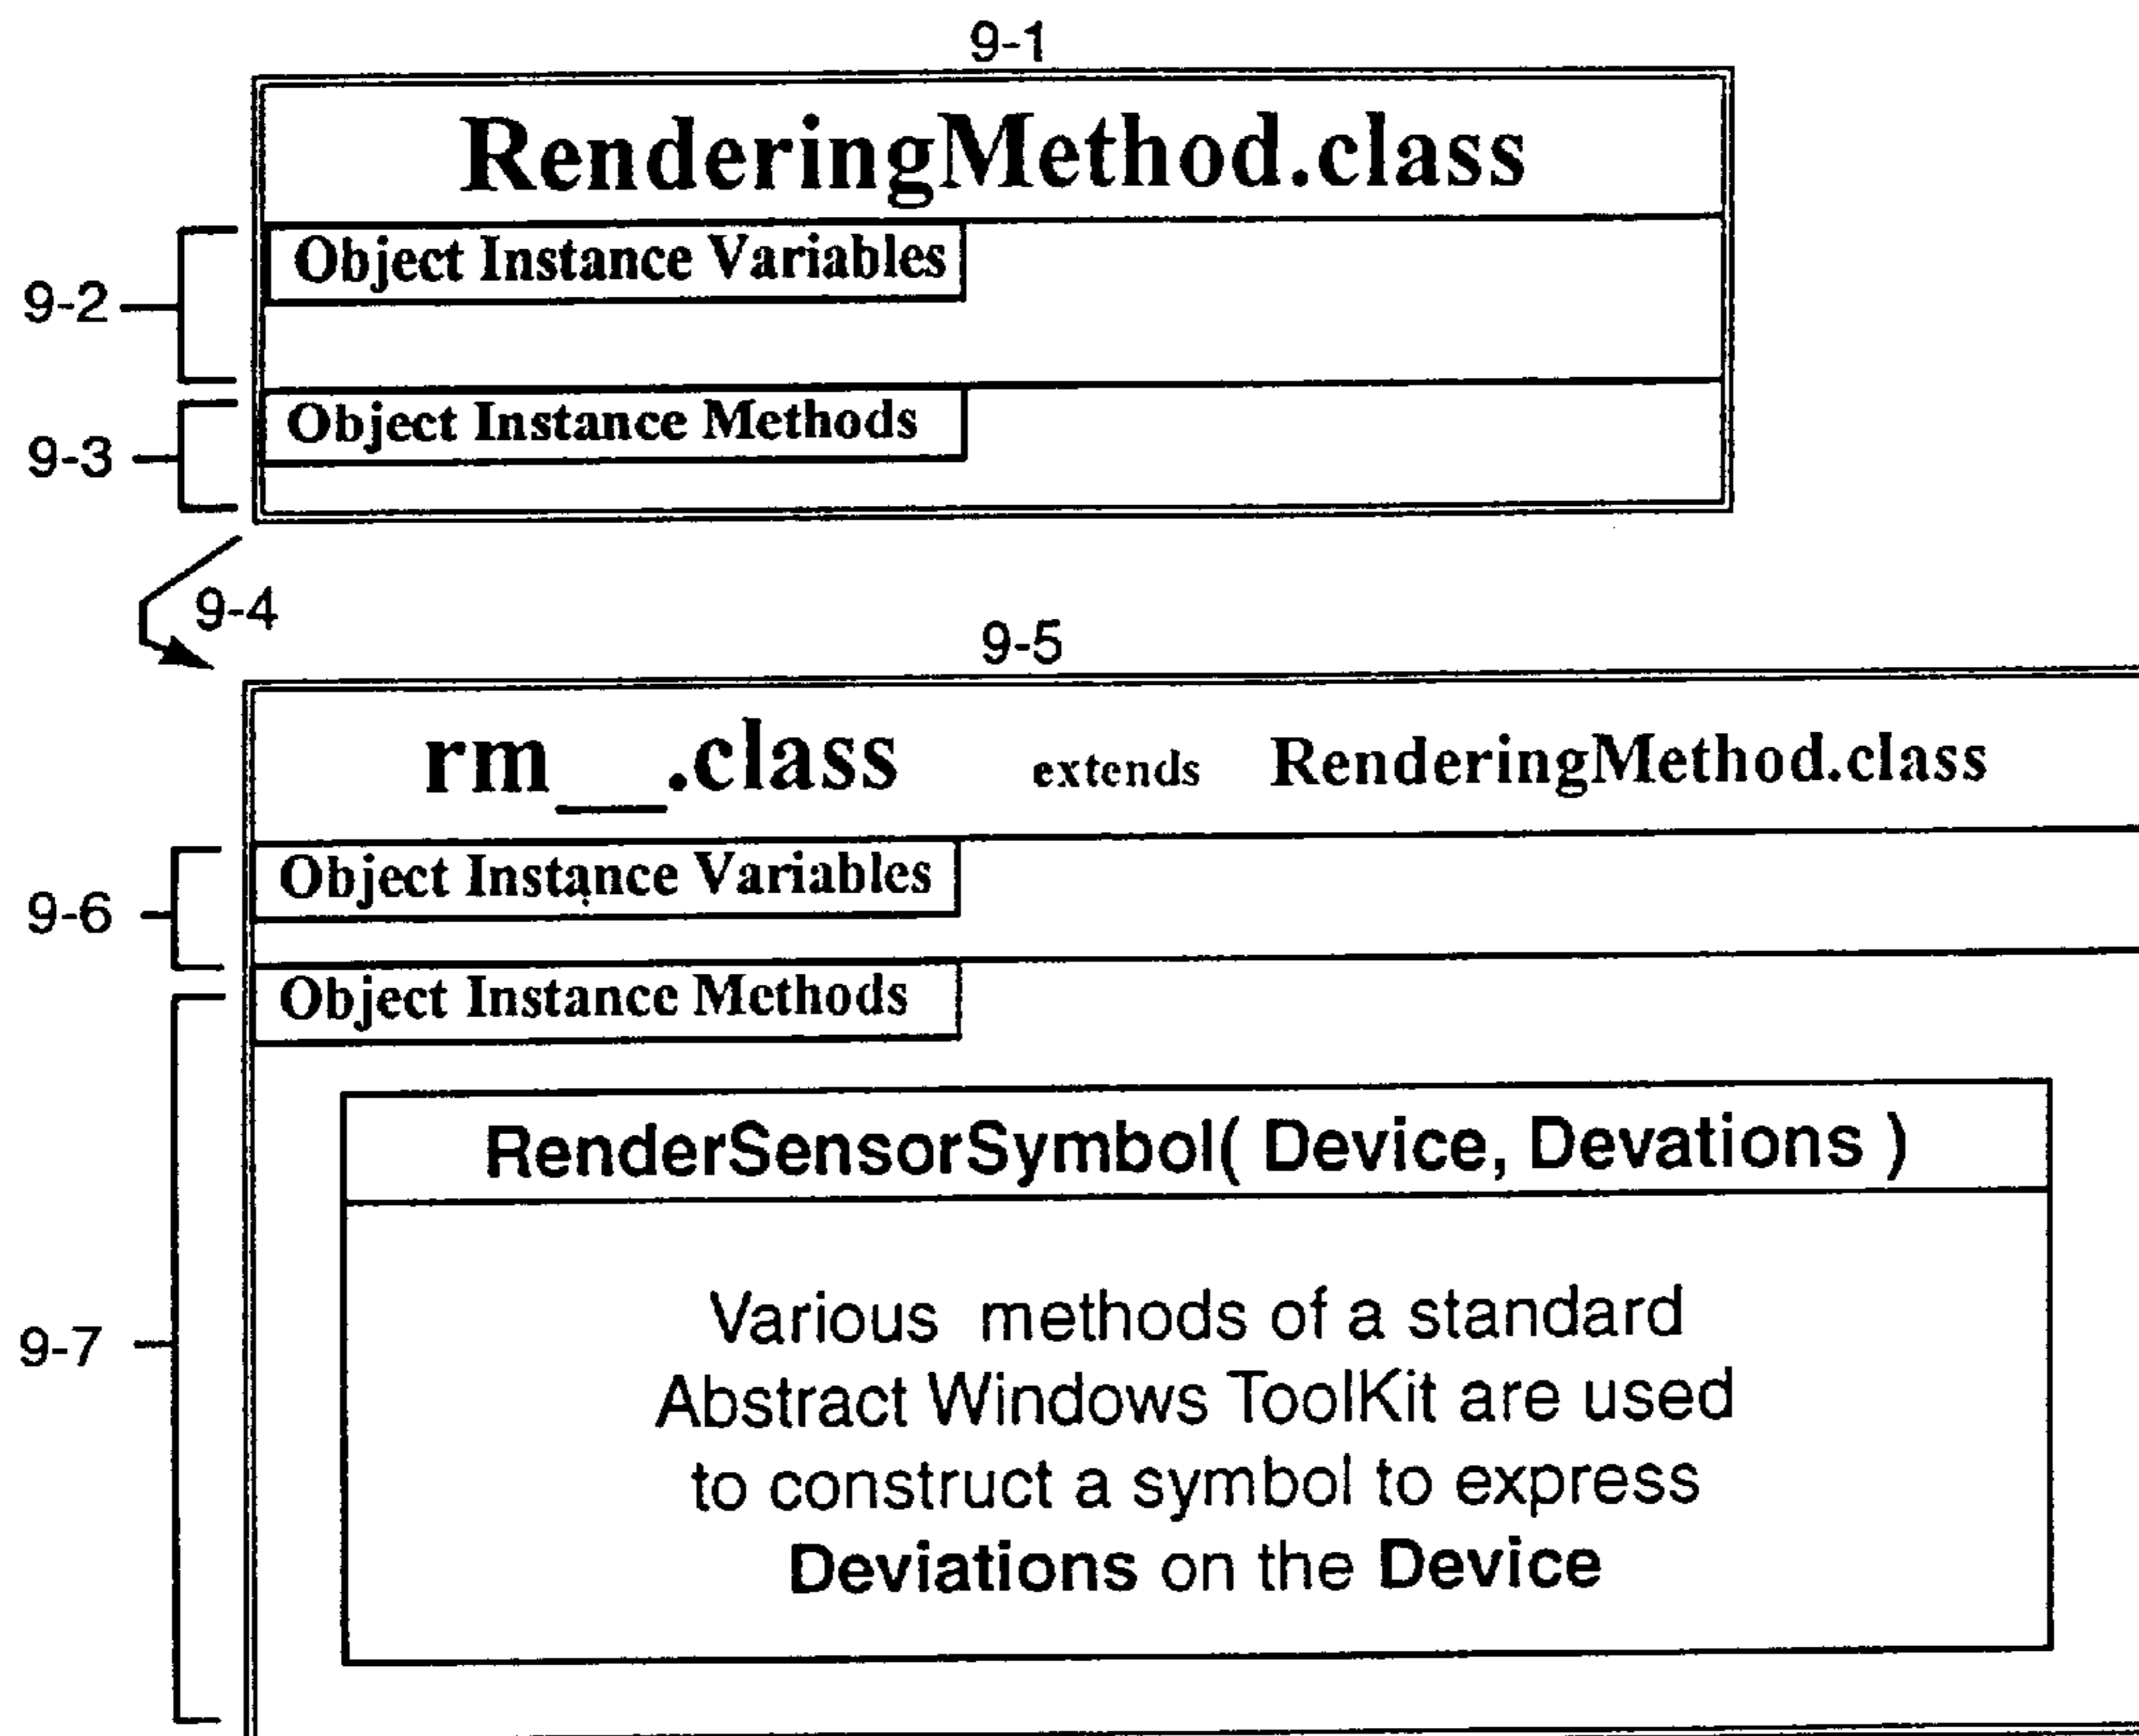 9-1
RenderingMethod.class
9-2
Object Instance Variables
9-3
Object Instance Methods
9-4
9-5
rm__.class extends RenderingMethod.class
9-6
Object Instance Variables
Object Instance Methods
9-7
RenderSensorSymbol( Device, Devations )
Various methods of a standard
Abstract Windows ToolKit are used
to construct a symbol to express
Deviations on the Device